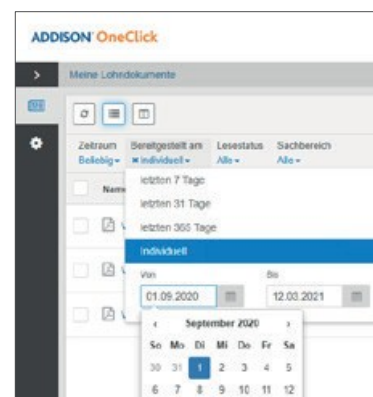 ADDISON OneClick
Meine Lohndokumente
Zeitraum Bereitgestellt am Lesestatus Sachbereich
Beliebig Individuell Alle Alle
Name
letzten 7 Tage
letzten 31 Tage
letzten 365 Tage
Individuell
Von Bis
01.09.2020 12.03.2021
‹ September 2020 ›
So Mo Di Mi Do Fr Sa
30 31 1 2 3 4 5
6 7 8 9 10 11 12